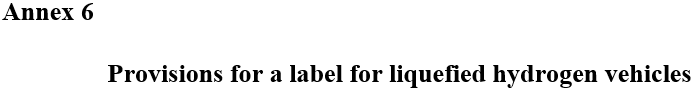 Annex 6
Provisions for a label for liquefied hydrogen vehicles